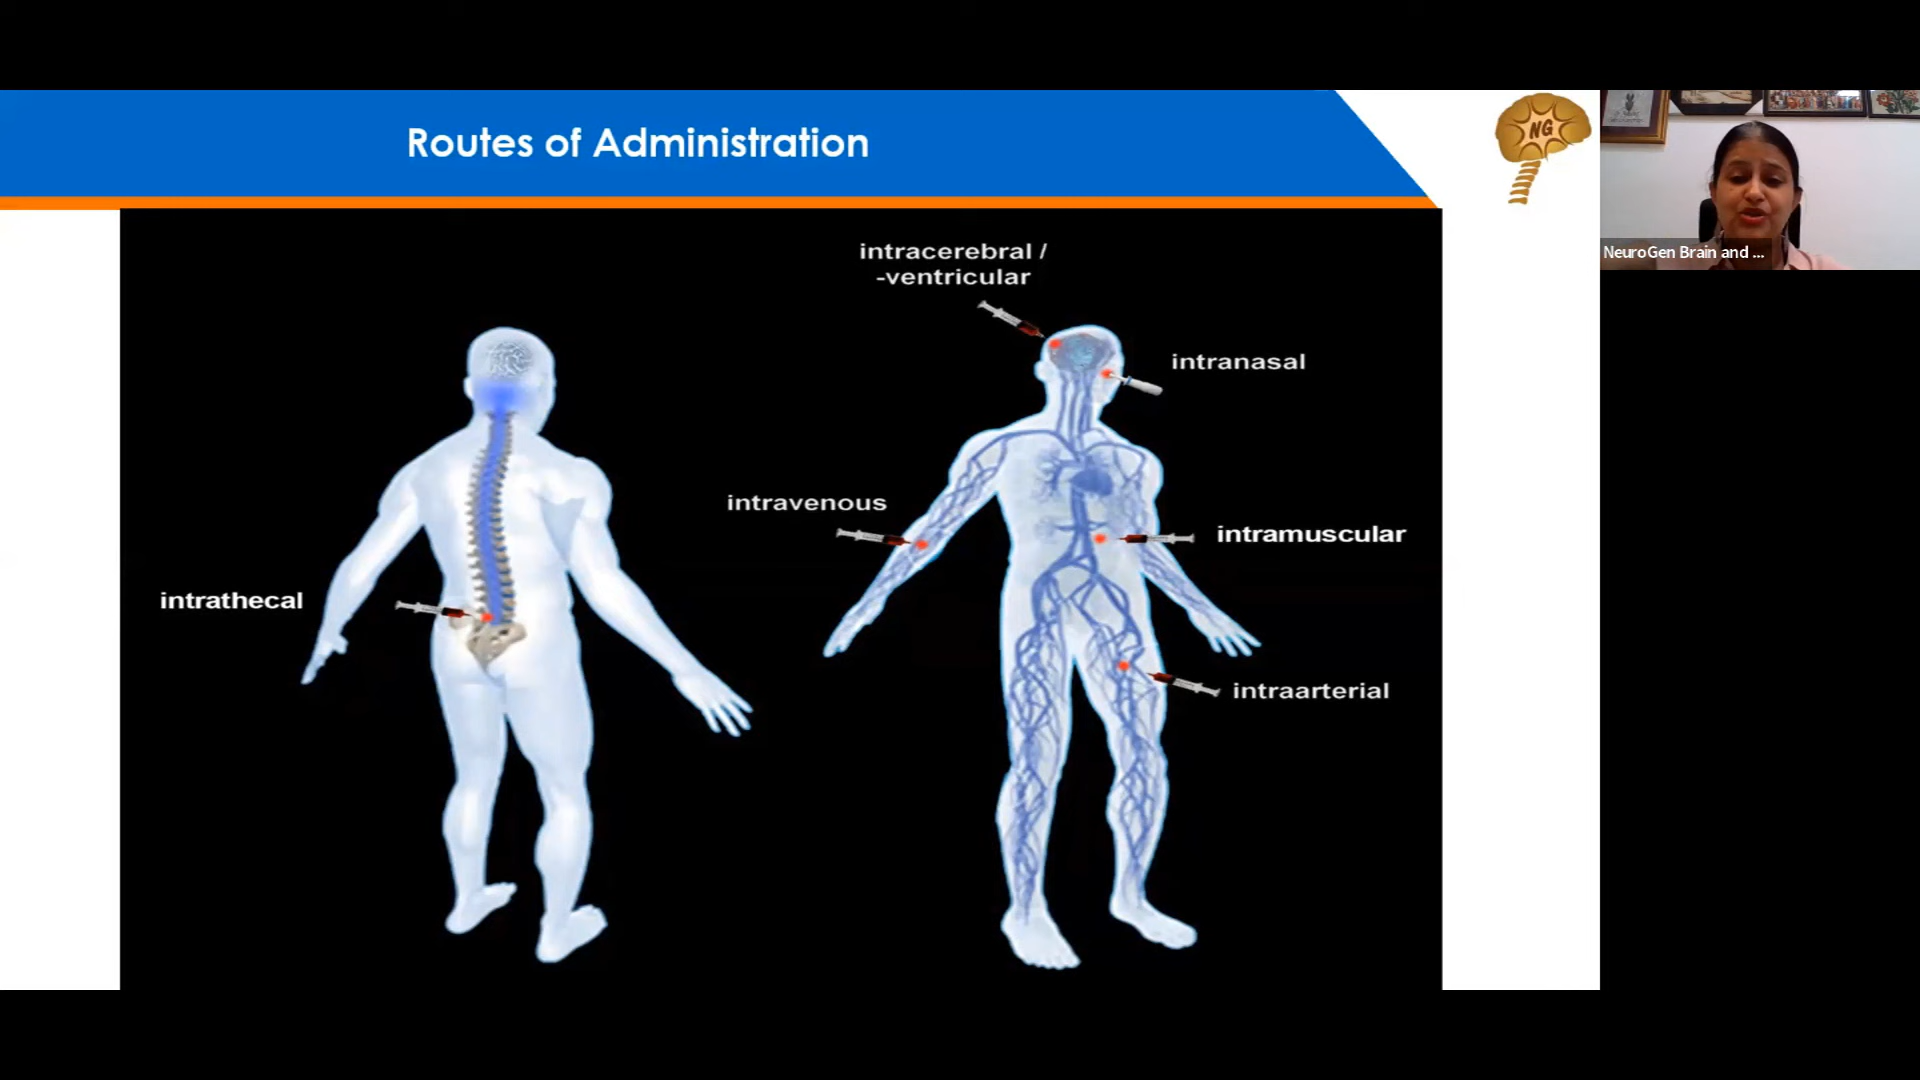 Routes of Administration
NG
NeuroGen Brain and ...
intracerebral /
-ventricular
intranasal
intravenous
intramuscular
intrathecal
intraarterial